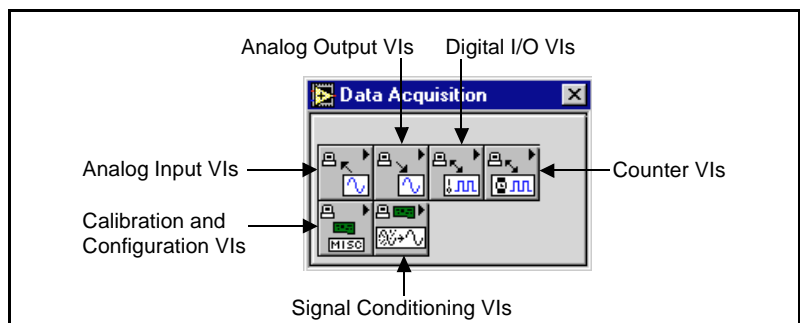 Analog Output VIs
Digital I/O VIs
Data Acquisition
Analog Input VIs
Counter VIs
Calibration and
Configuration VIs
MISC
Signal Conditioning VIs